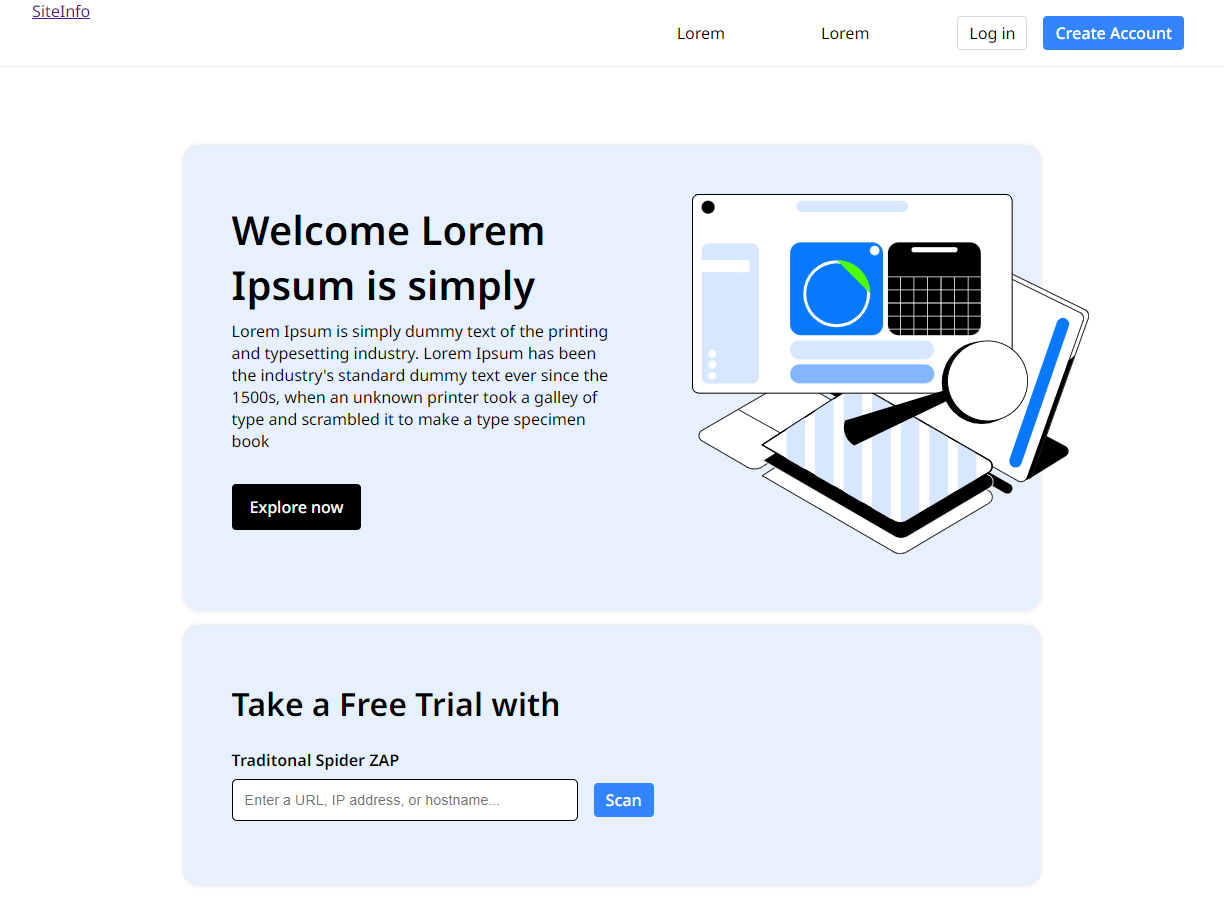 SiteInfo
Lorem
Lorem
Log in
Create Account
Welcome Lorem
Ipsum is simply
Lorem Ipsum is simply dummy text of the printing
and typesetting industry. Lorem Ipsum has been
the industry's standard dummy text ever since the
1500s, when an unknown printer took a galley of
type and scrambled it to make a type specimen
book
Explore now
Take a Free Trial with
Traditonal Spider ZAP
Enter a URL, IP address, or hostname...
Scan